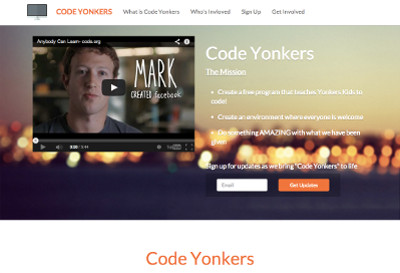 CODE YONKERS
What is Code Yonkers
Who's Involved
Sign Up
Get Involved
Anybody Can Learn- code.org
MARK
CREATED facebook
Code Yonkers
The Mission
Create a free program that teaches Yonkers Kids to
code!
Create an environment where everyone is welcome
Do something AMAZING with what we have been
given
Sign up for updates as we bring "Code Yonkers" to life
Email
Get Updates
Code Yonkers